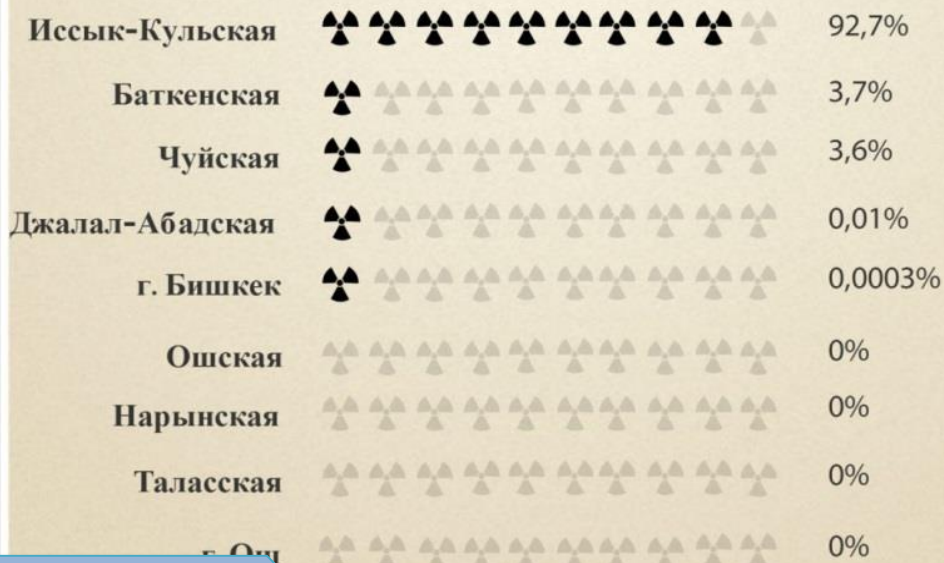 Иссык-Кульская 92,7%
Баткенская 3,7%
Чуйская 3,6%
Джалал-Абадская 0,01%
г. Бишкек 0,0003%
Ошская 0%
Нарынская 0%
Таласская 0%
г. Ош 0%